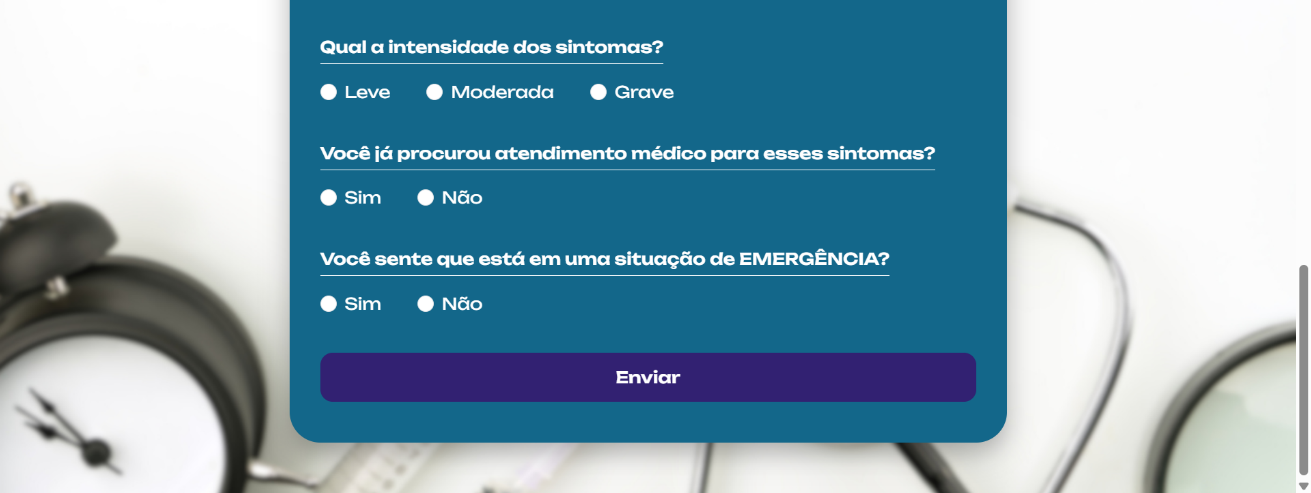 Qual a intensidade dos sintomas?
Leve Moderada Grave
Você já procurou atendimento médico para esses sintomas?
Sim Não
Você sente que está em uma situação de EMERGÊNCIA?
Sim Não
Enviar